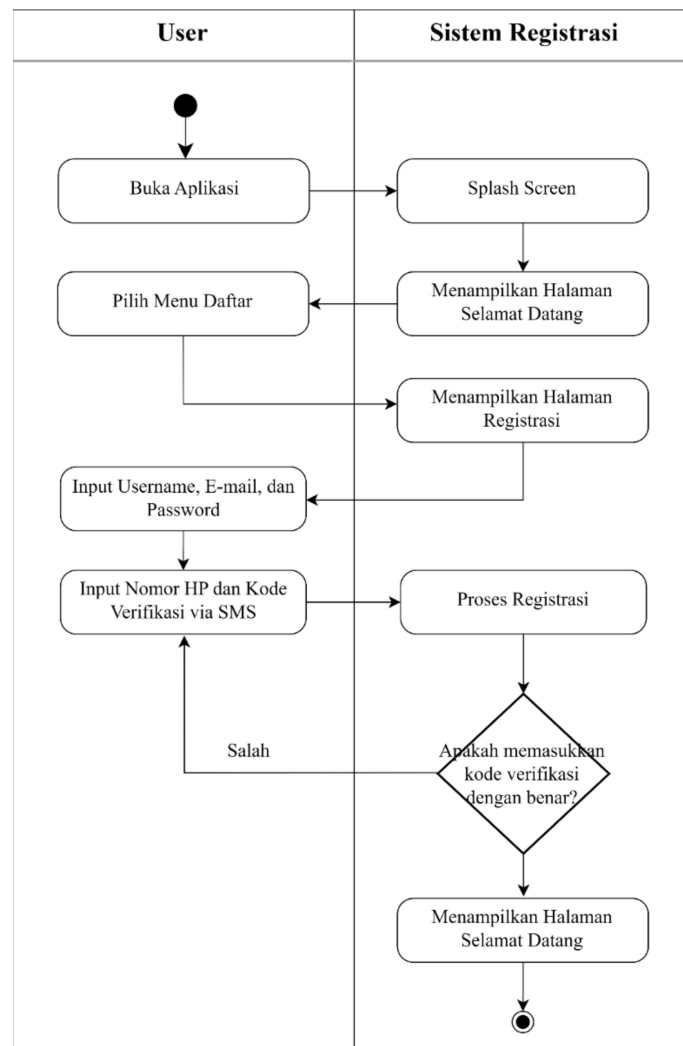 User
Sistem Registrasi
Buka Aplikasi
Splash Screen
Pilih Menu Daftar
Menampilkan Halaman
Selamat Datang
Menampilkan Halaman
Registrasi
Input Username, E-mail, dan
Password
Input Nomor HP dan Kode
Verifikasi via SMS
Proses Registrasi
Salah
Apakah memasukkan
kode verifikasi
dengan benar?
Menampilkan Halaman
Selamat Datang